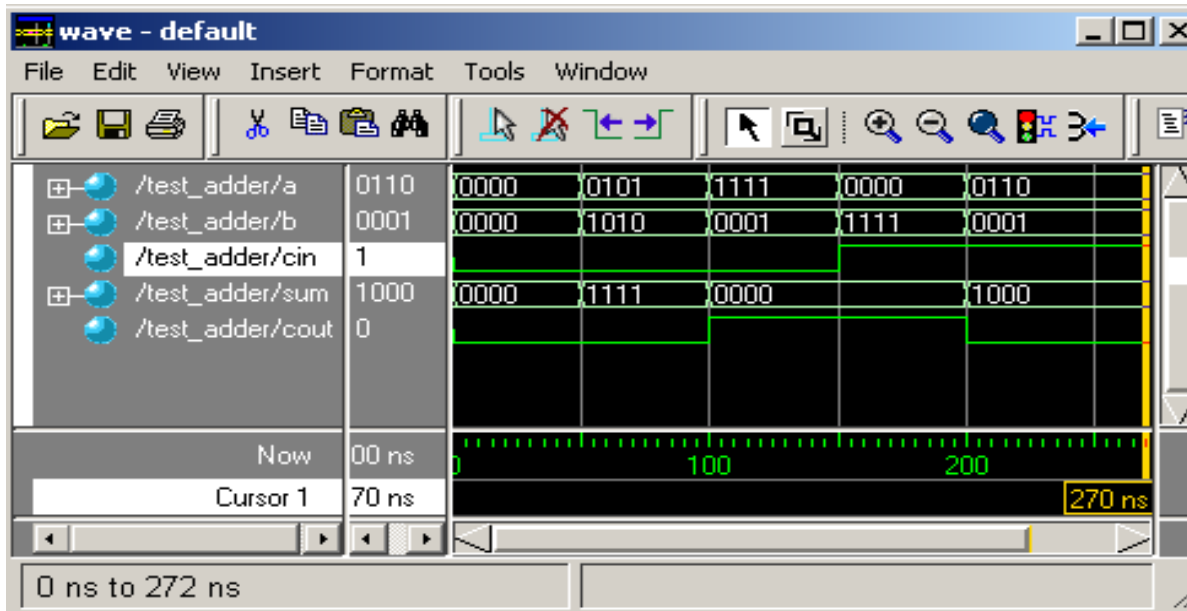 wave - default
File Edit View Insert Format Tools Window
/test_adder/a 0110 0000 0101 1111 0000 0110
/test_adder/b 0001 0000 1010 0001 1111 0001
/test_adder/cin 1
/test_adder/sum 1000 0000 1111 0000 1000
/test_adder/cout 0
Now 00 ns 0 100 200
Cursor 1 70 ns 270 ns
0 ns to 272 ns